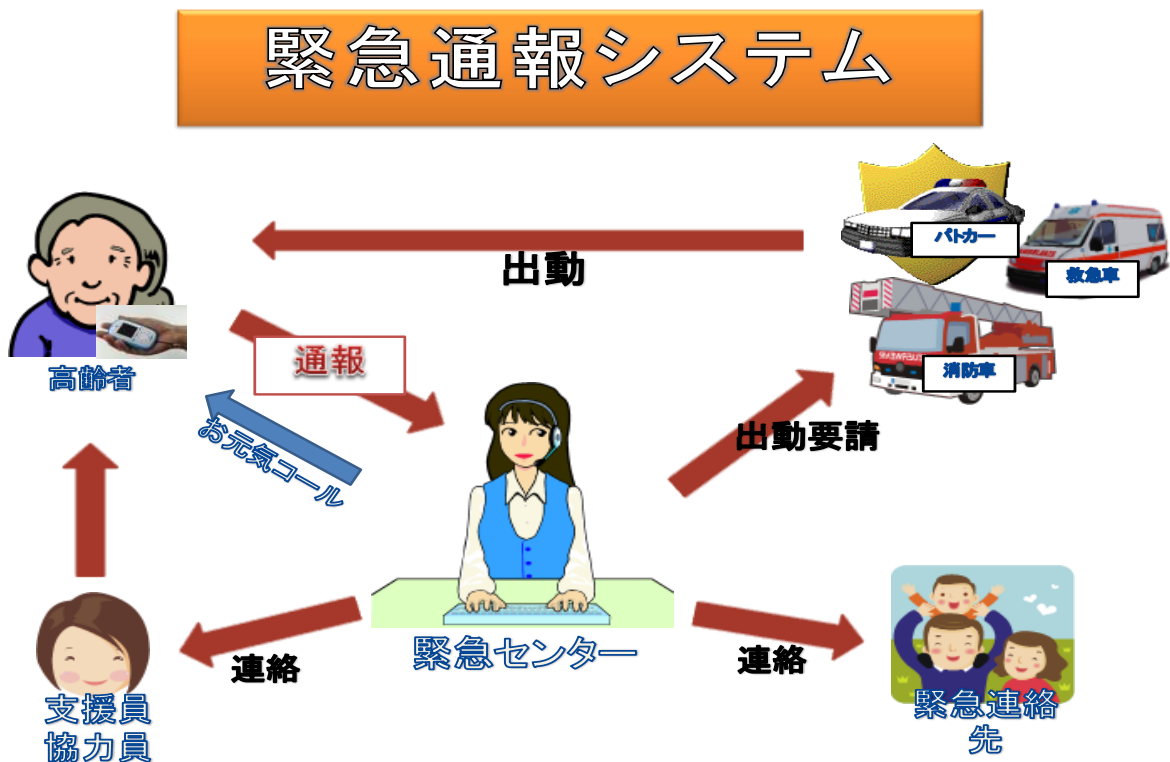 緊急通報システム
パトカー
救急車
出動
通報
消防車
高齢者
お元気コール
出動要請
緊急センター
連絡
連絡
支援員
協力員
緊急連絡
先